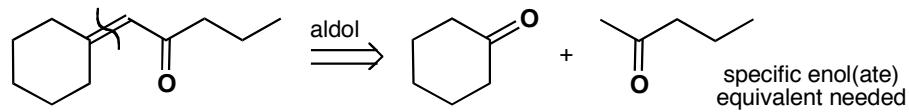 aldol
O
O
+
O
specific enol(ate)
equivalent needed